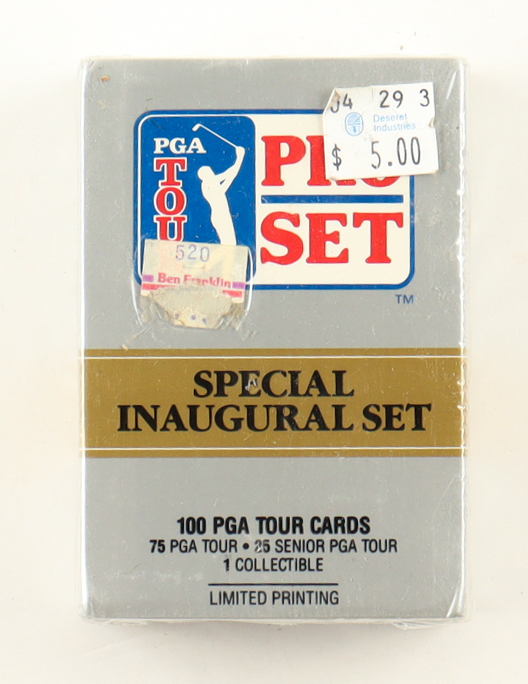 04 29 3
Deseret
Industries
$ 5.00
PGA
TOU
PRO
SET
TM
520
Ben Franklin
SPECIAL
INAUGURAL SET
100 PGA TOUR CARDS
75 PGA TOUR • 25 SENIOR PGA TOUR
1 COLLECTIBLE
LIMITED PRINTING